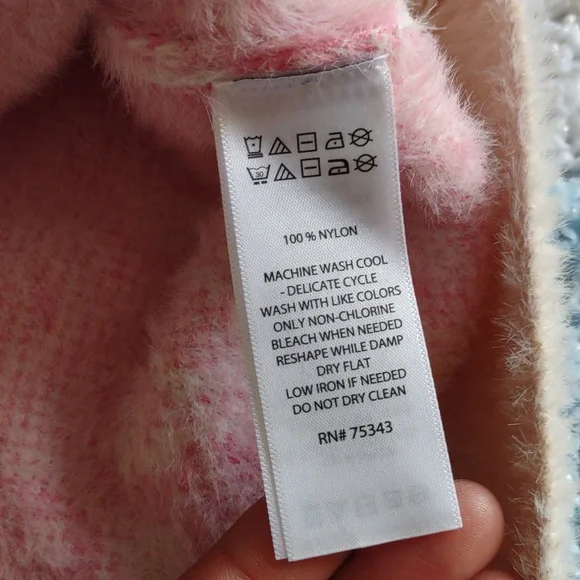 30
100 % NYLON
MACHINE WASH COOL
- DELICATE CYCLE
WASH WITH LIKE COLORS
ONLY NON-CHLORINE
BLEACH WHEN NEEDED
RESHAPE WHILE DAMP
DRY FLAT
LOW IRON IF NEEDED
DO NOT DRY CLEAN
RN# 75343